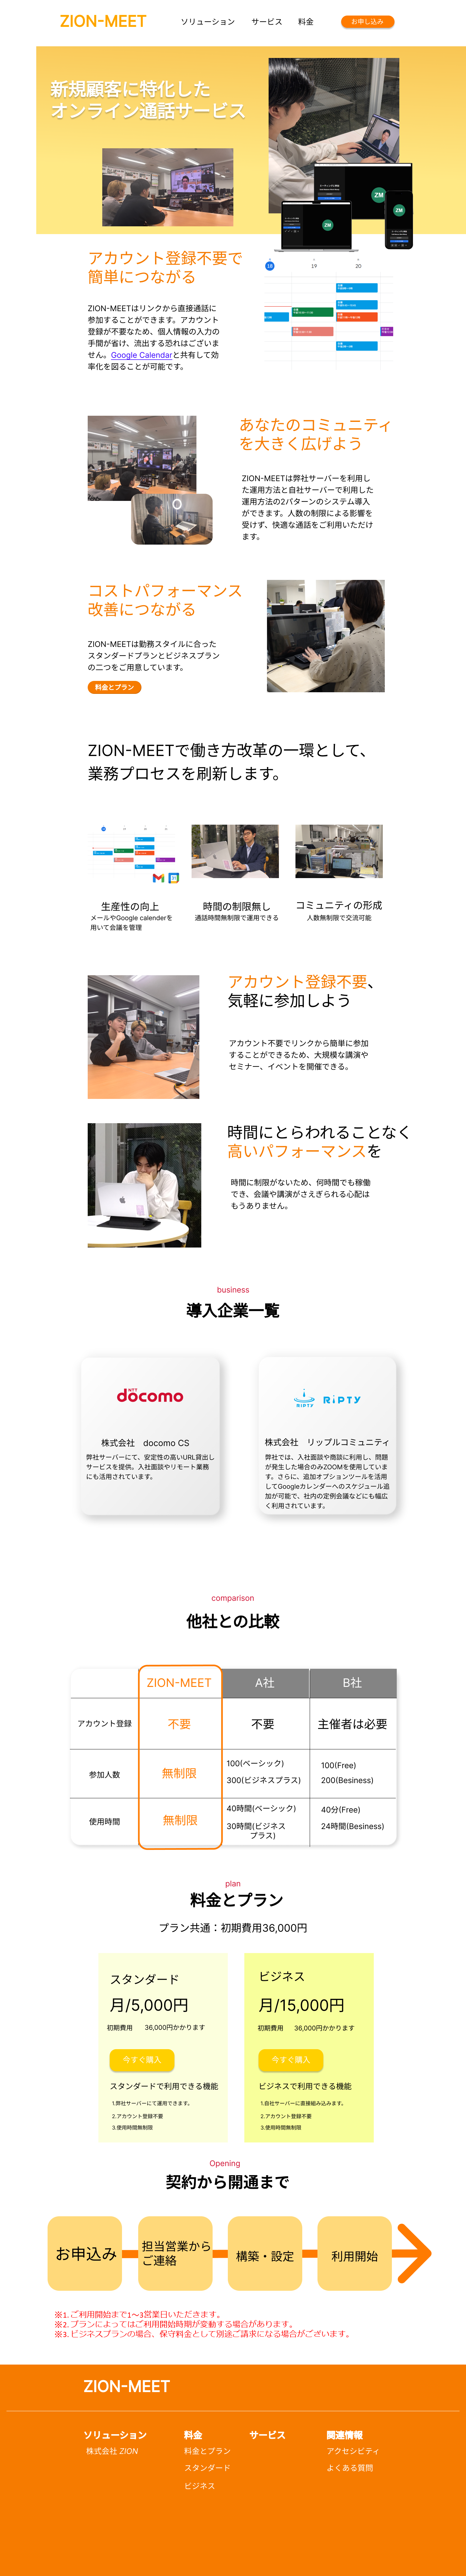 ZION-MEET
ソリューション サービス 料金 お申し込み
新規顧客に特化した
オンライン通話サービス
ZM
ZM
ZM
アカウント登録不要で
簡単につながる
18 19 20
ZION-MEETはリンクから直接通話に
参加することができます。アカウント
登録が不要なため、個人情報の入力の
手間が省け、流出する恐れはございま
せん。Google Calendarと共有して効
率化を図ることが可能です。
あなたのコミュニティ
を大きく広げよう
ZION-MEETは弊社サーバーを利用し
た運用方法と自社サーバーで利用した
運用方法の2パターンのシステム導入
ができます。人数の制限による影響を
受けず、快適な通話をご利用いただけ
ます。
コストパフォーマンス
改善につながる
ZION-MEETは勤務スタイルに合った
スタンダードプランとビジネスプラン
の二つをご用意しています。
料金とプラン
ZION-MEETで働き方改革の一環として、
業務プロセスを刷新します。
生産性の向上
メールやGoogle calenderを
用いて会議を管理
時間の制限無し
通話時間無制限で運用できる
コミュニティの形成
人数無制限で交流可能
アカウント登録不要、
気軽に参加しよう
アカウント不要でリンクから簡単に参加
することができるため、大規模な講演や
セミナー、イベントを開催できる。
時間にとらわれることなく
高いパフォーマンスを
時間に制限がないため、何時間でも稼働
でき、会議や講演がさえぎられる心配は
もうありません。
business
導入企業一覧
NTT
döcomo
株式会社 docomo CS
弊社サーバーにて、安定性の高いURL貸出し
サービスを提供。入社面談やリモート業務
にも活用されています。
RIPTY RIPTY
株式会社 リップルコミュニティ
弊社では、入社面談や商談に利用し、問題
が発生した場合のみZOOMを使用していま
す。さらに、追加オプションツールを活用
してGoogleカレンダーへのスケジュール追
加が可能で、社内の定例会議などにも幅広
く利用されています。
comparison
他社との比較
ZION-MEET A社 B社
アカウント登録 不要 不要 主催者は必要
参加人数 無制限
100(ベーシック)
300(ビジネスプラス)
100(Free)
200(Besiness)
使用時間 無制限
40時間(ベーシック)
30時間(ビジネス
プラス)
40分(Free)
24時間(Besiness)
plan
料金とプラン
プラン共通：初期費用36,000円
スタンダード
月/5,000円
初期費用 36,000円かかります
今すぐ購入
スタンダードで利用できる機能
1.弊社サーバーにて運用できます。
2.アカウント登録不要
3.使用時間無制限
ビジネス
月/15,000円
初期費用 36,000円かかります
今すぐ購入
ビジネスで利用できる機能
1.自社サーバーに直接組み込みます。
2.アカウント登録不要
3.使用時間無制限
Opening
契約から開通まで
お申込み
担当営業から
ご連絡
構築・設定
利用開始
※1. ご利用開始まで1〜3営業日いただきます。
※2. プランによってはご利用開始時期が変動する場合があります。
※3. ビジネスプランの場合、保守料金として別途ご請求になる場合がございます。
ZION-MEET
ソリューション 料金 サービス 関連情報
株式会社 ZION 料金とプラン アクセシビティ
スタンダード よくある質問
ビジネス